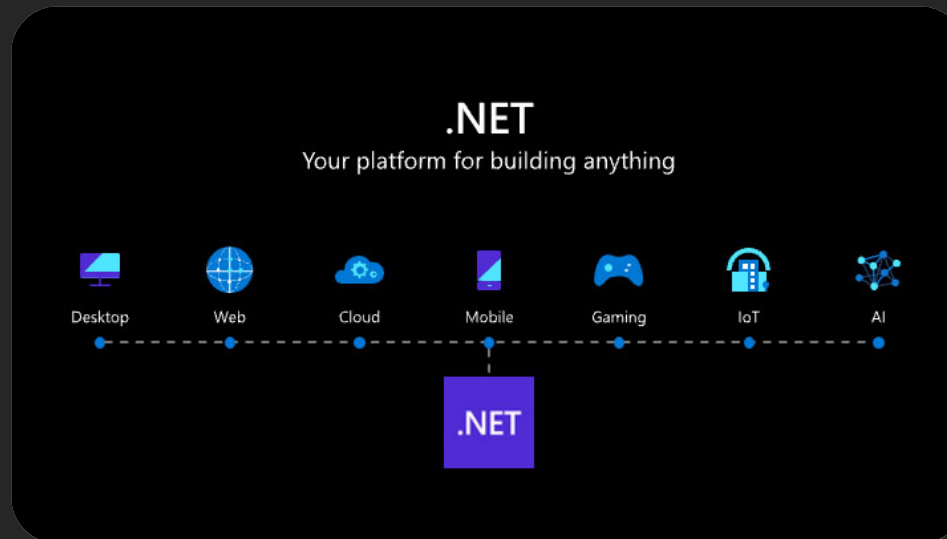 .NET
Your platform for building anything
Desktop Web Cloud Mobile Gaming IoT AI
.NET